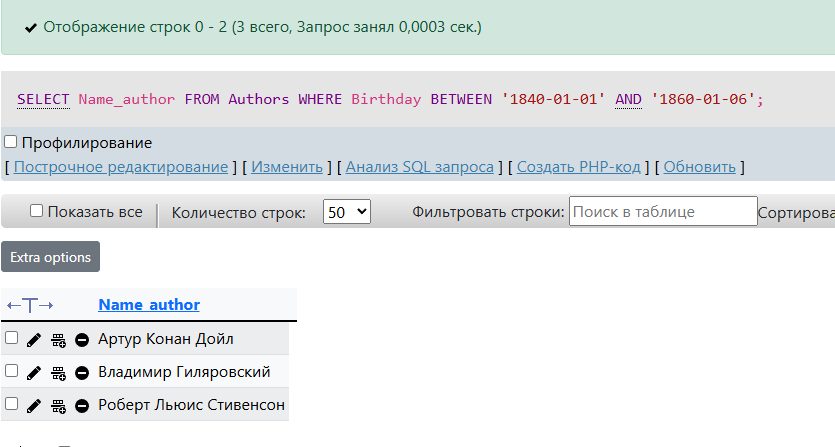 Отображение строк 0 - 2 (3 всего, Запрос занял 0,0003 сек.)
SELECT Name_author FROM Authors WHERE Birthday BETWEEN '1840-01-01' AND '1860-01-06';
Профилирование
[ Построчное редактирование ] [ Изменить ] [ Анализ SQL запроса ] [ Создать PHP-код ] [ Обновить ]
Показать все Количество строк: 50 Фильтровать строки: Поиск в таблице Сортирова
Extra options
←T→ Name_author
Артур Конан Дойл
Владимир Гиляровский
Роберт Льюис Стивенсон